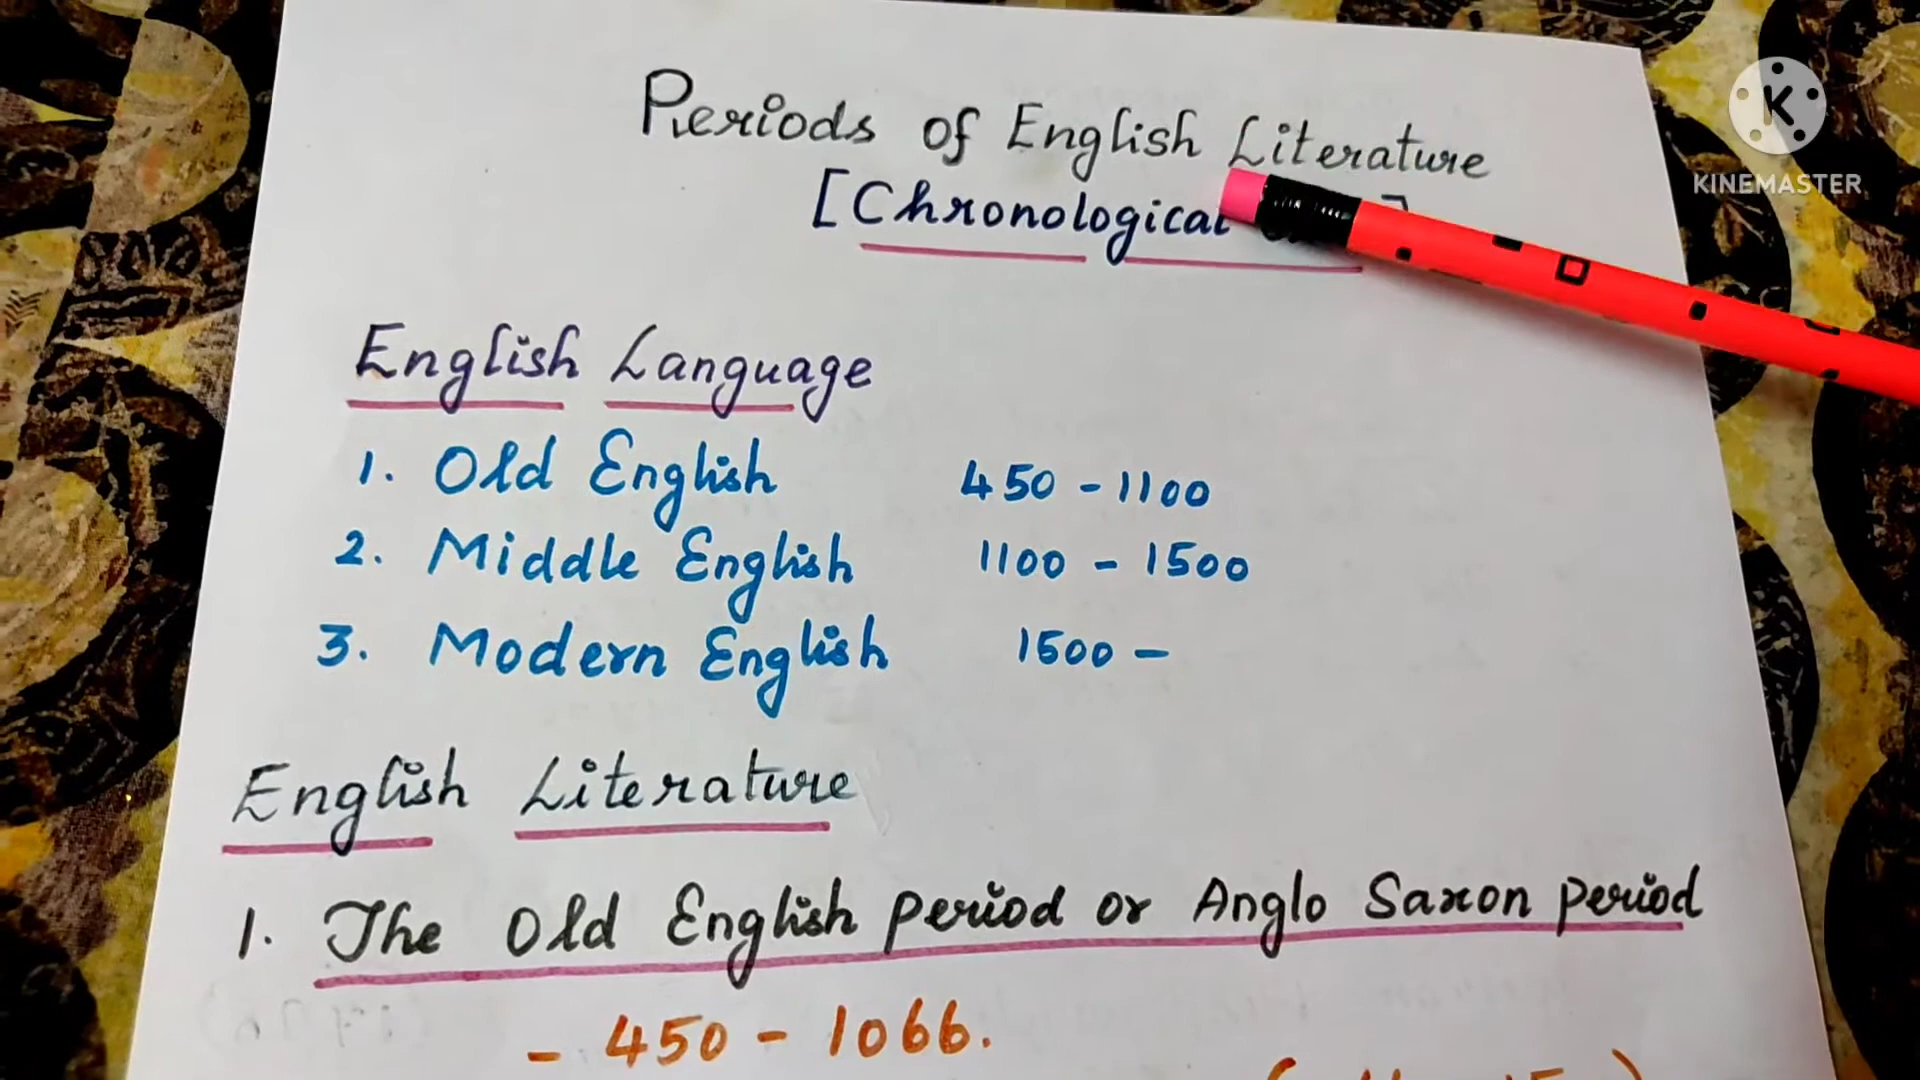 Periods of English Literature
[Chronological ]
KINEMASTER
English Language
1. Old English 450 - 1100
2. Middle English 1100 - 1500
3. Modern English 1500 -
English Literature
1. The Old English period or Anglo Saxon period
- 450 - 1066.